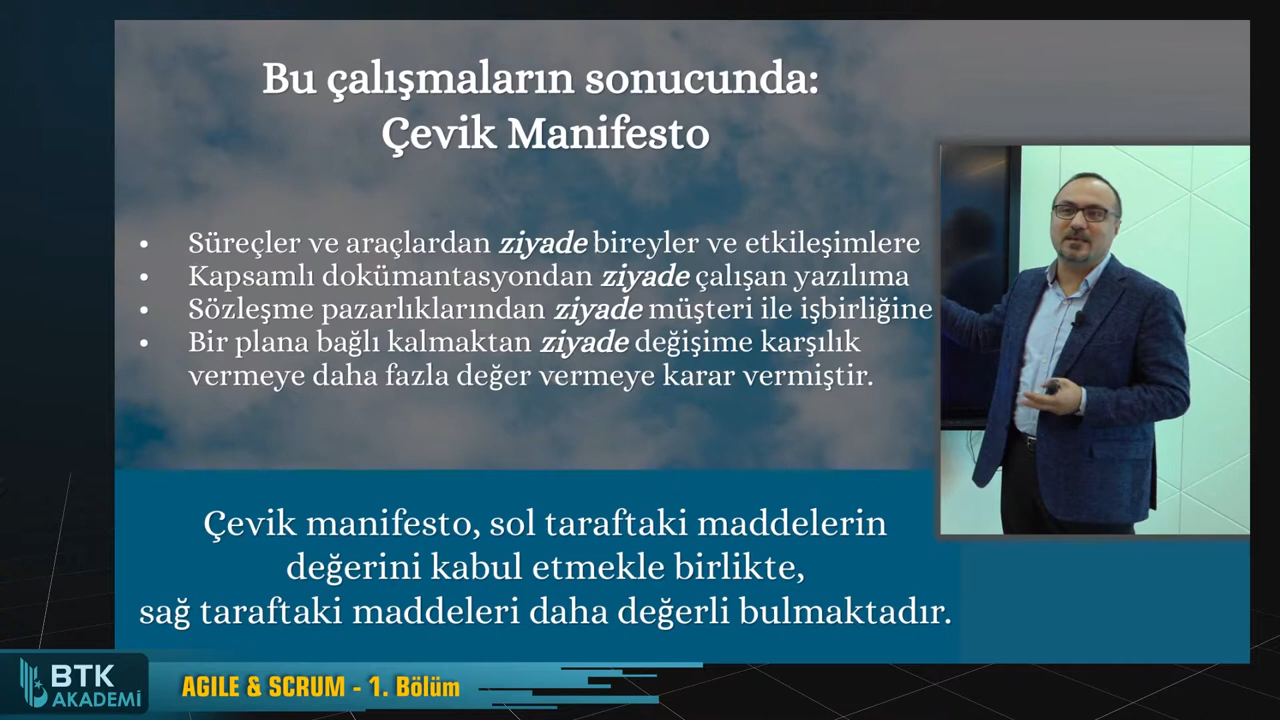 Bu çalışmaların sonucunda:
Çevik Manifesto
• Süreçler ve araçlardan ziyade bireyler ve etkileşimlere
• Kapsamlı dokümantasyondan ziyade çalışan yazılıma
• Sözleşme pazarlıklarından ziyade müşteri ile işbirliğine
• Bir plana bağlı kalmaktan ziyade değişime karşılık
vermeye daha fazla değer vermeye karar vermiştir.
Çevik manifesto, sol taraftaki maddelerin
değerini kabul etmekle birlikte,
sağ taraftaki maddeleri daha değerli bulmaktadır.
BTK
AKADEMİ
AGILE & SCRUM - 1. Bölüm